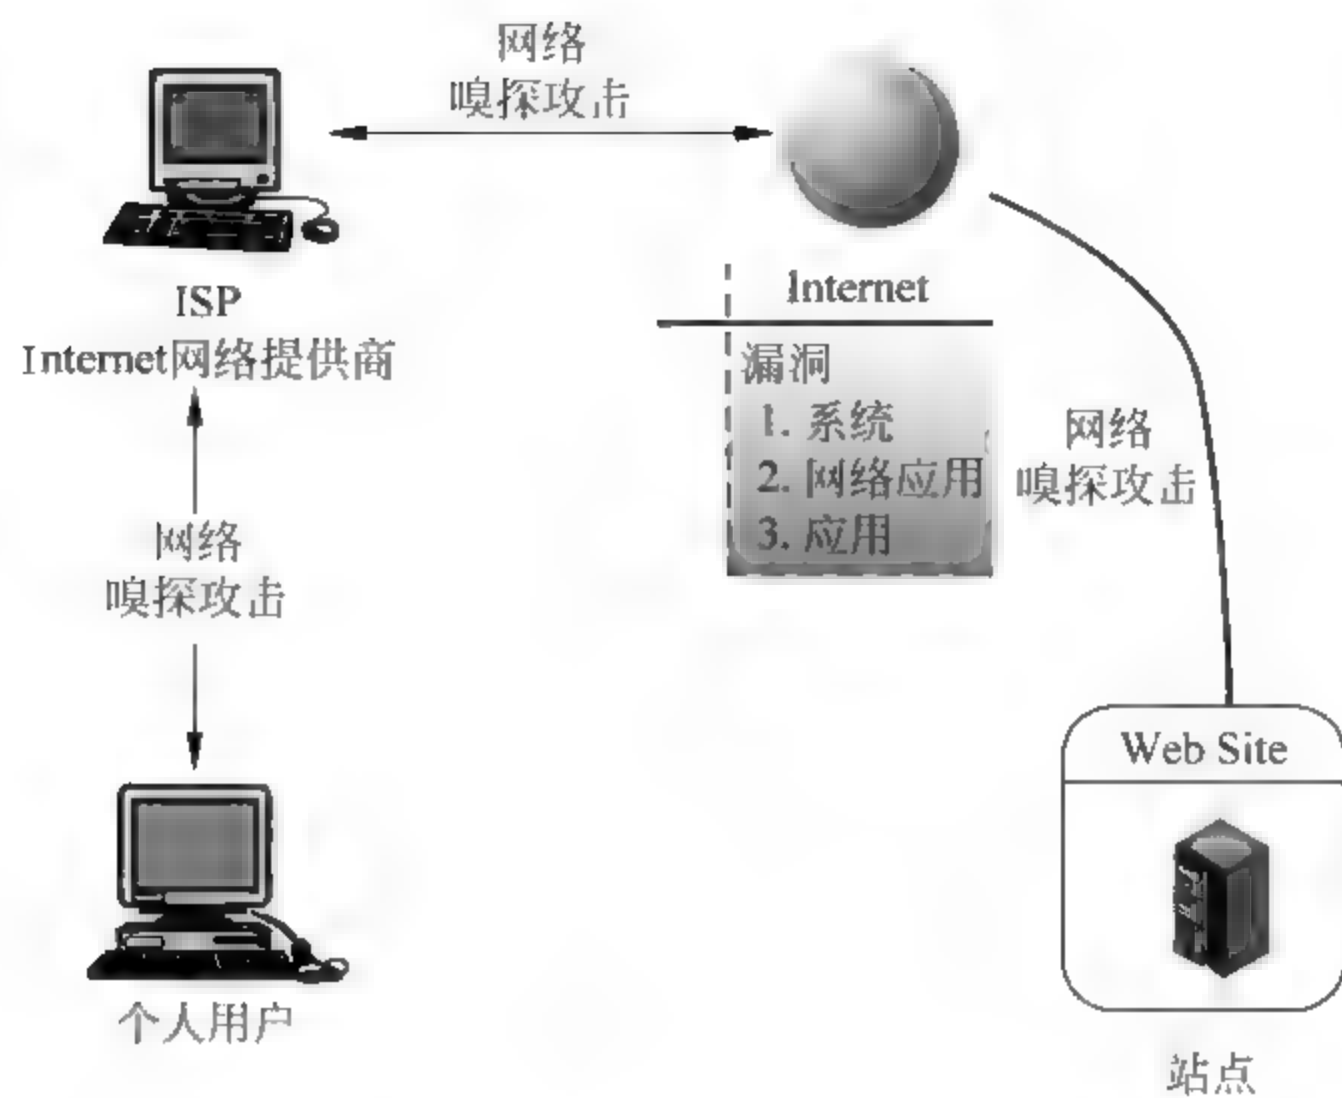 网络
嗅探攻击
ISP
Internet网络提供商
Internet
漏洞
1. 系统
2. 网络应用
3. 应用
网络
嗅探攻击
网络
嗅探攻击
Web Site
个人用户
站点